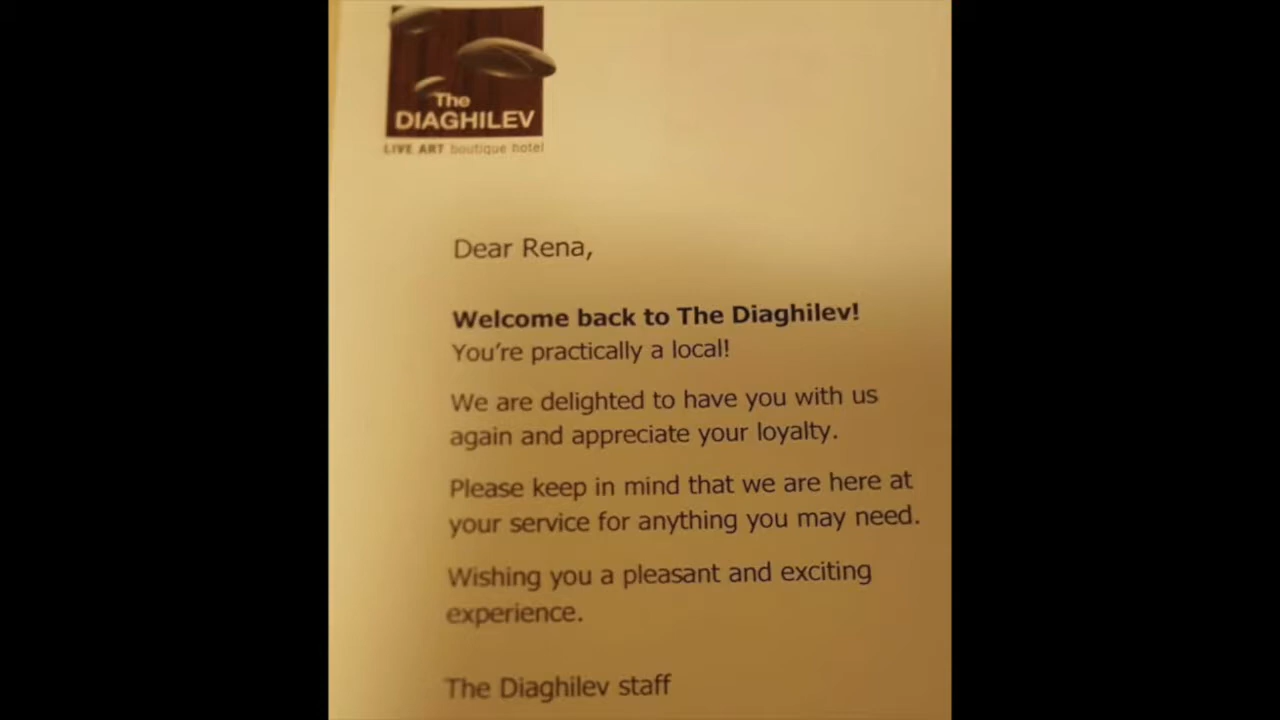 The
DIAGHILEV
LIVE ART boutique hotel
Dear Rena,
Welcome back to The Diaghilev!
You're practically a local!
We are delighted to have you with us
again and appreciate your loyalty.
Please keep in mind that we are here at
your service for anything you may need.
Wishing you a pleasant and exciting
experience.
The Diaghilev staff